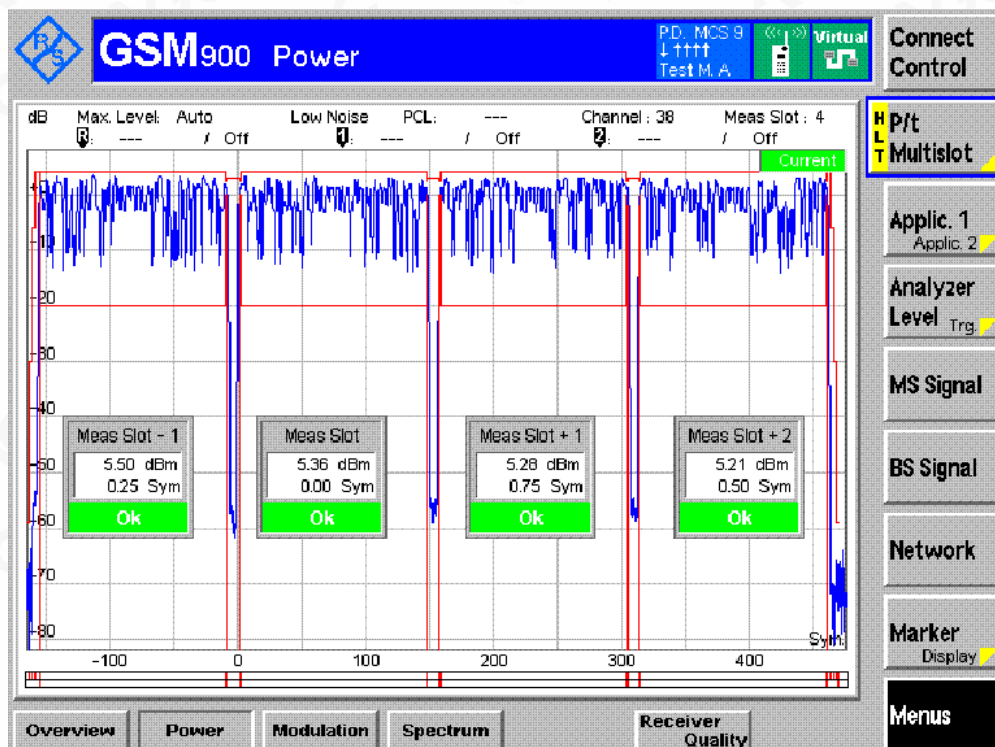 R/S
GSM900 Power
P.D. MCS 9
↓ ↑↑↑↑
Test M. A
Virtual
Connect Control
dB Max. Level: Auto Low Noise PCL: --- Channel : 38 Meas Slot : 4
R: --- / Off 1: --- / Off 2: --- / Off
Current
HLT
P/t Multislot
Applic. 1
Applic. 2
Analyzer
Level Trg.
MS Signal
BS Signal
Network
Marker
Display
Menus
+0
-10
-20
-30
-40
-50
-60
-70
-80
Meas Slot - 1
5.50 dBm
0.25 Sym
Ok
Meas Slot
5.36 dBm
0.00 Sym
Ok
Meas Slot + 1
5.28 dBm
0.75 Sym
Ok
Meas Slot + 2
5.21 dBm
0.50 Sym
Ok
Sym.
-100 0 100 200 300 400
Overview Power Modulation Spectrum Receiver Quality